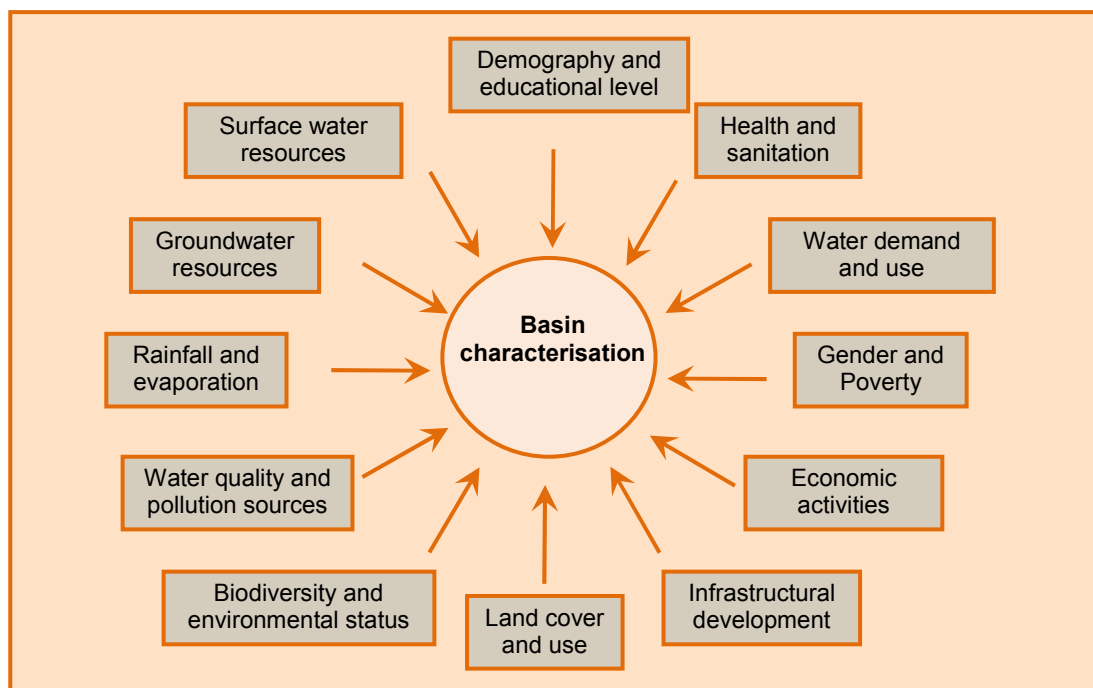 Demography and
educational level
Surface water
resources
Health and
sanitation
Groundwater
resources
Water demand
and use
Basin
characterisation
Rainfall and
evaporation
Gender and
Poverty
Water quality and
pollution sources
Economic
activities
Biodiversity and
environmental status
Land cover
and use
Infrastructural
development